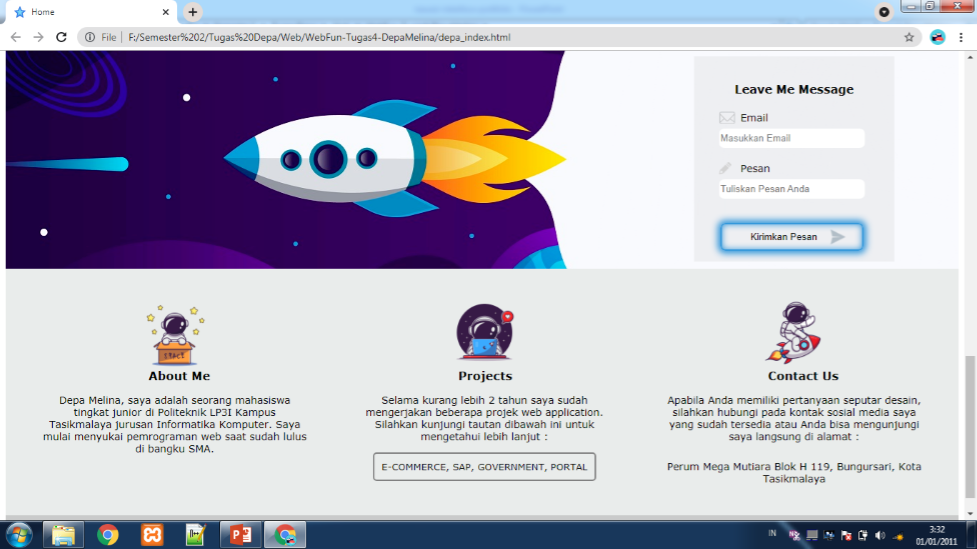 Home
File
F:/Semester%202/Tugas%20Depa/Web/WebFun-Tugas4-DepaMelina/depa_index.html
Leave Me Message
Email
Masukkan Email
Pesan
Tuliskan Pesan Anda
Kirimkan Pesan
About Me
Depa Melina, saya adalah seorang mahasiswa
tingkat junior di Politeknik LP3I Kampus
Tasikmalaya jurusan Informatika Komputer. Saya
mulai menyukai pemrograman web saat sudah lulus
di bangku SMA.
Projects
Selama kurang lebih 2 tahun saya sudah
mengerjakan beberapa projek web application.
Silahkan kunjungi tautan dibawah ini untuk
mengetahui lebih lanjut :
E-COMMERCE, SAP, GOVERNMENT, PORTAL
Contact Us
Apabila Anda memiliki pertanyaan seputar desain,
silahkan hubungi pada kontak sosial media saya
yang sudah tersedia atau Anda bisa mengunjungi
saya langsung di alamat :
Perum Mega Mutiara Blok H 119, Bungursari, Kota
Tasikmalaya
IN
3:32
01/01/2011